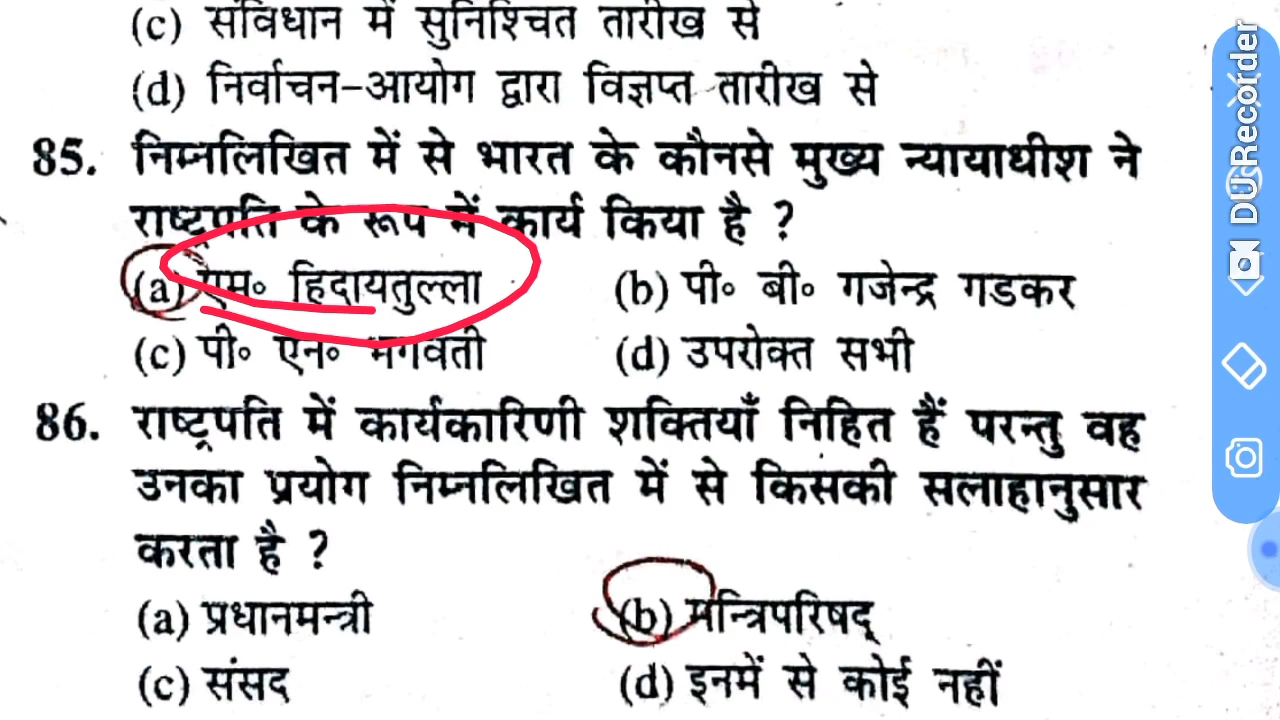 (c) संविधान में सुनिश्चित तारीख से
(d) निर्वाचन-आयोग द्वारा विज्ञप्त तारीख से
85. निम्नलिखित में से भारत के कौनसे मुख्य न्यायाधीश ने
राष्ट्रपति के रूप में कार्य किया है ?
(a) एम॰ हिदायतुल्ला (b) पी॰ बी॰ गजेन्द्र गडकर
(c) पी॰ एन॰ भगवती (d) उपरोक्त सभी
86. राष्ट्रपति में कार्यकारिणी शक्तियाँ निहित हैं परन्तु वह
उनका प्रयोग निम्नलिखित में से किसकी सलाहानुसार
करता है ?
(a) प्रधानमन्त्री (b) मन्त्रिपरिषद्
(c) संसद (d) इनमें से कोई नहीं
DU Recorder